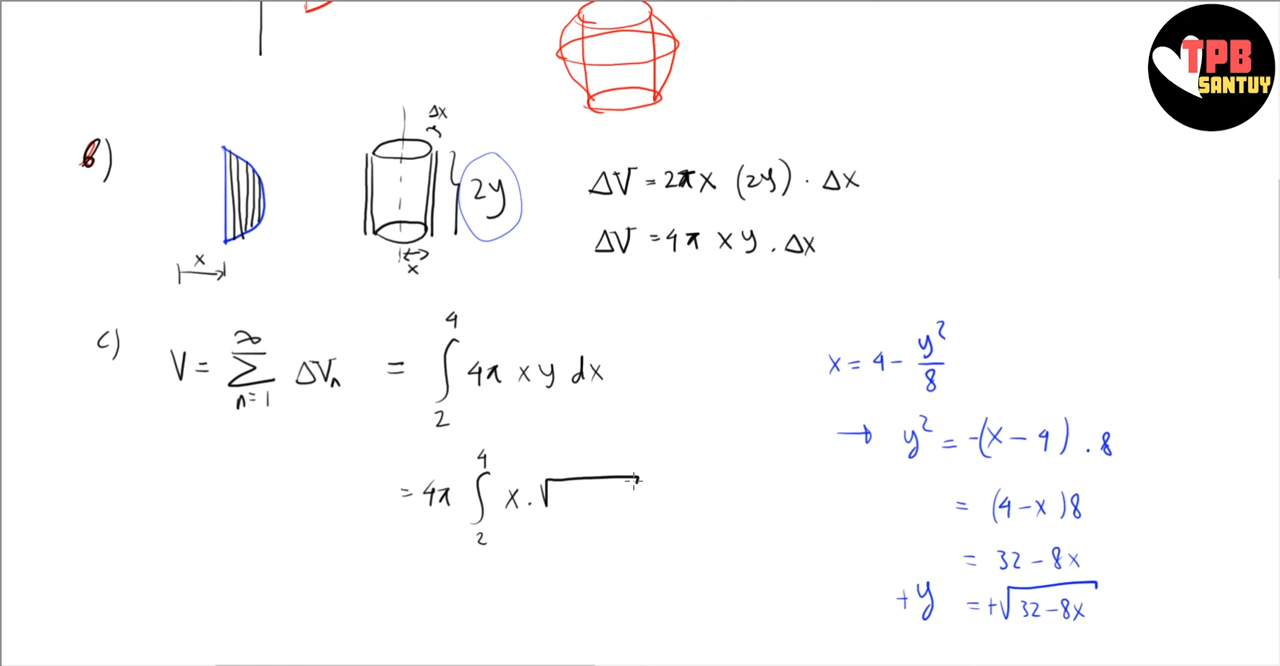 TPB
SANTUY
b)
Δx
2y
x
x
ΔV = 2π x (2y) · Δx
ΔV = 4π x y . Δx
c)
V = ∞ Σ n=1 ΔVn = ∫ 4 2 4π x y dx
= 4π ∫ 4 2 x . √
x = 4 - y²/8
→ y² = -(x - 4) . 8
= (4 - x) 8
= 32 - 8x
+y = +√32 - 8x